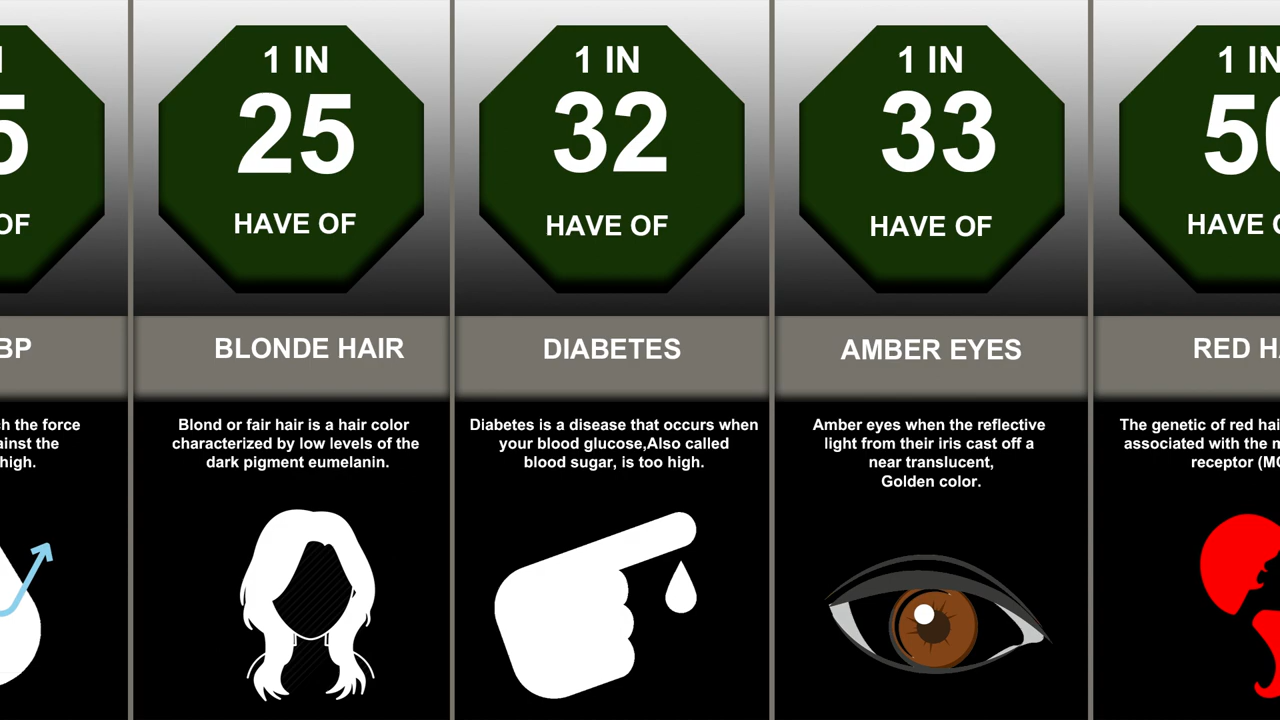 5
OF
BP
ch the force
ainst the
high.
1 IN
25
HAVE OF
BLONDE HAIR
Blond or fair hair is a hair color
characterized by low levels of the
dark pigment eumelanin.
1 IN
32
HAVE OF
DIABETES
Diabetes is a disease that occurs when
your blood glucose,Also called
blood sugar, is too high.
1 IN
33
HAVE OF
AMBER EYES
Amber eyes when the reflective
light from their iris cast off a
near translucent,
Golden color.
1 IN
50
HAVE O
RED HA
The genetic of red hai
associated with the m
receptor (MC